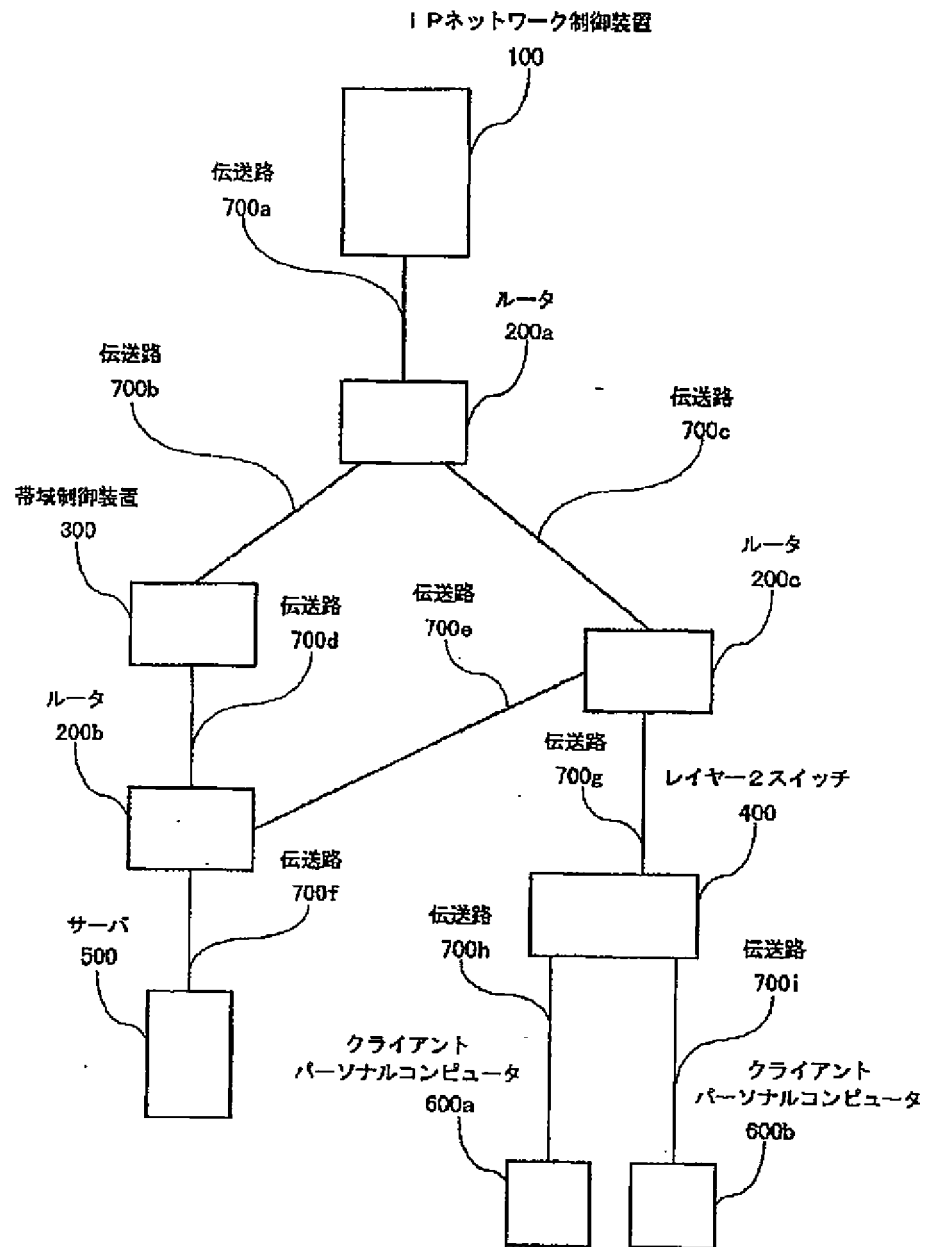 ＩＰネットワーク制御装置
100
伝送路
700a
ルータ
200a
伝送路
700b
伝送路
700c
帯域制御装置
300
ルータ
200c
伝送路
700d
伝送路
700e
ルータ
200b
伝送路
700g
レイヤー２スイッチ
400
伝送路
700f
伝送路
700h
サーバ
500
伝送路
700i
クライアント
パーソナルコンピュータ
600a
クライアント
パーソナルコンピュータ
600b